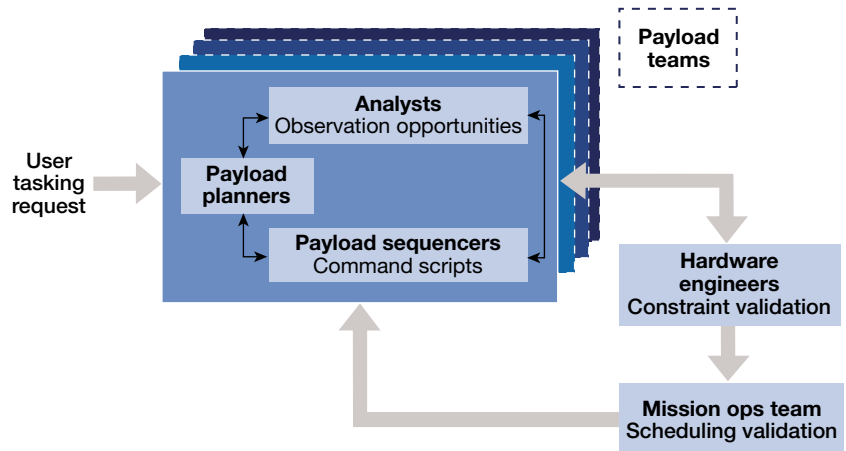 Payload
teams
Analysts
Observation opportunities
User
tasking
request
Payload
planners
Payload sequencers
Command scripts
Hardware
engineers
Constraint validation
Mission ops team
Scheduling validation